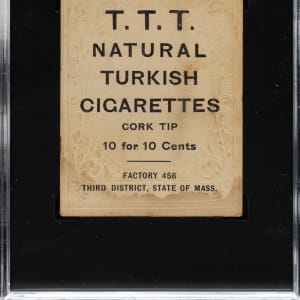 T. T. T.
NATURAL
TURKISH
CIGARETTES
CORK TIP
10 for 10 Cents
FACTORY 456
THIRD DISTRICT, STATE OF MASS.